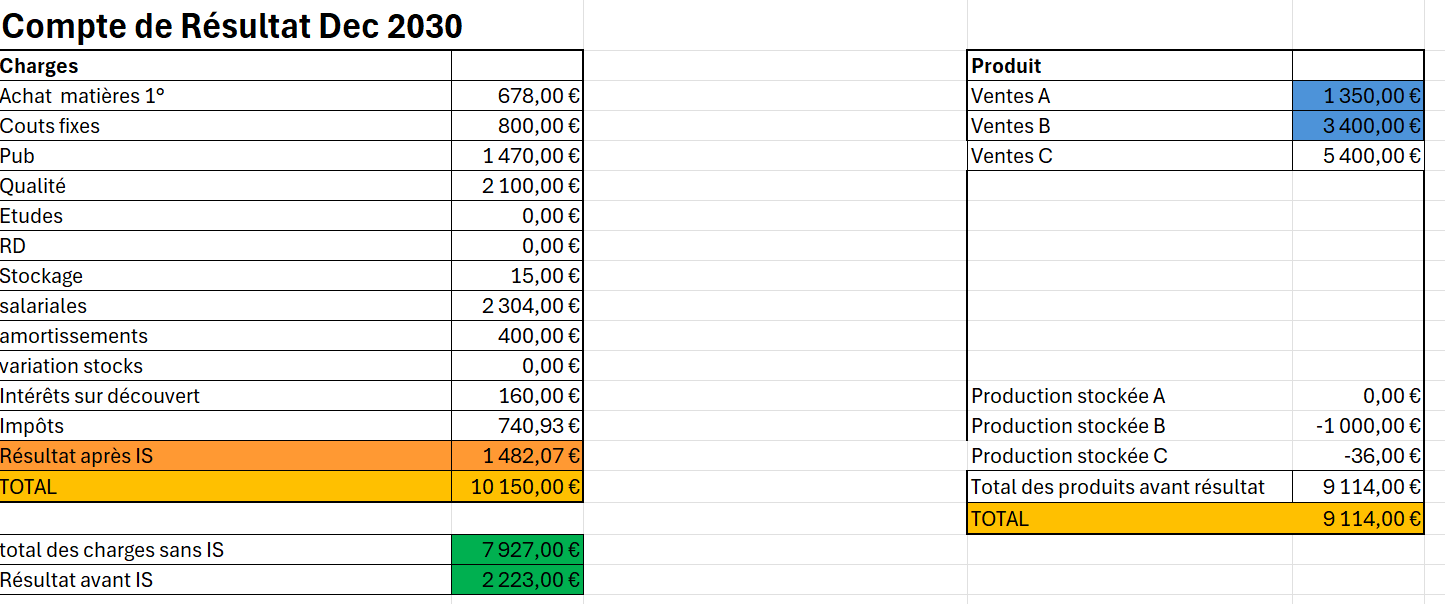 Compte de Résultat Dec 2030
Charges
Produit
Achat matières 1° 678,00 €
Ventes A 1 350,00 €
Couts fixes 800,00 €
Ventes B 3 400,00 €
Pub 1 470,00 €
Ventes C 5 400,00 €
Qualité 2 100,00 €
Etudes 0,00 €
RD 0,00 €
Stockage 15,00 €
salariales 2 304,00 €
amortissements 400,00 €
variation stocks 0,00 €
Intérêts sur découvert 160,00 €
Production stockée A 0,00 €
Impôts 740,93 €
Production stockée B -1 000,00 €
Résultat après IS 1 482,07 €
Production stockée C -36,00 €
TOTAL 10 150,00 €
Total des produits avant résultat 9 114,00 €
TOTAL 9 114,00 €
total des charges sans IS 7 927,00 €
Résultat avant IS 2 223,00 €